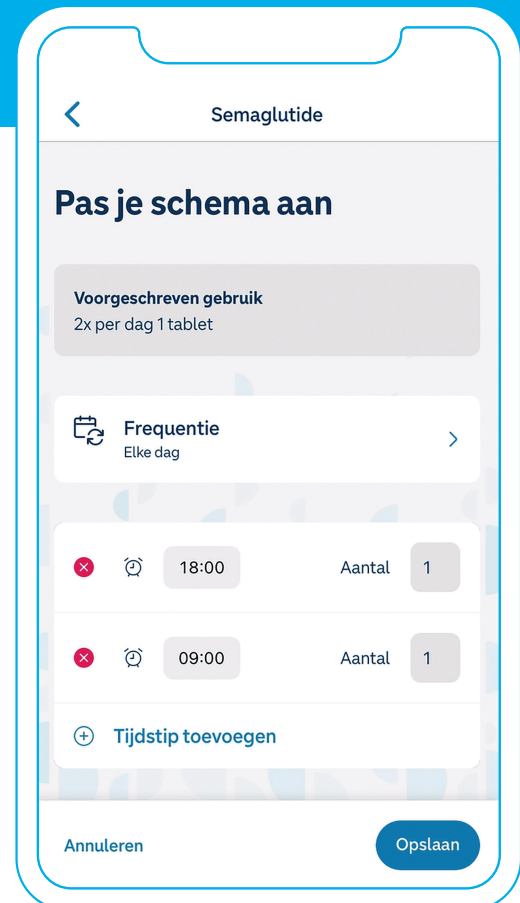 Semaglutide
Pas je schema aan
Voorgeschreven gebruik
2x per dag 1 tablet
Frequentie
Elke dag
18:00 Aantal 1
09:00 Aantal 1
Tijdstip toevoegen
Annuleren Opslaan